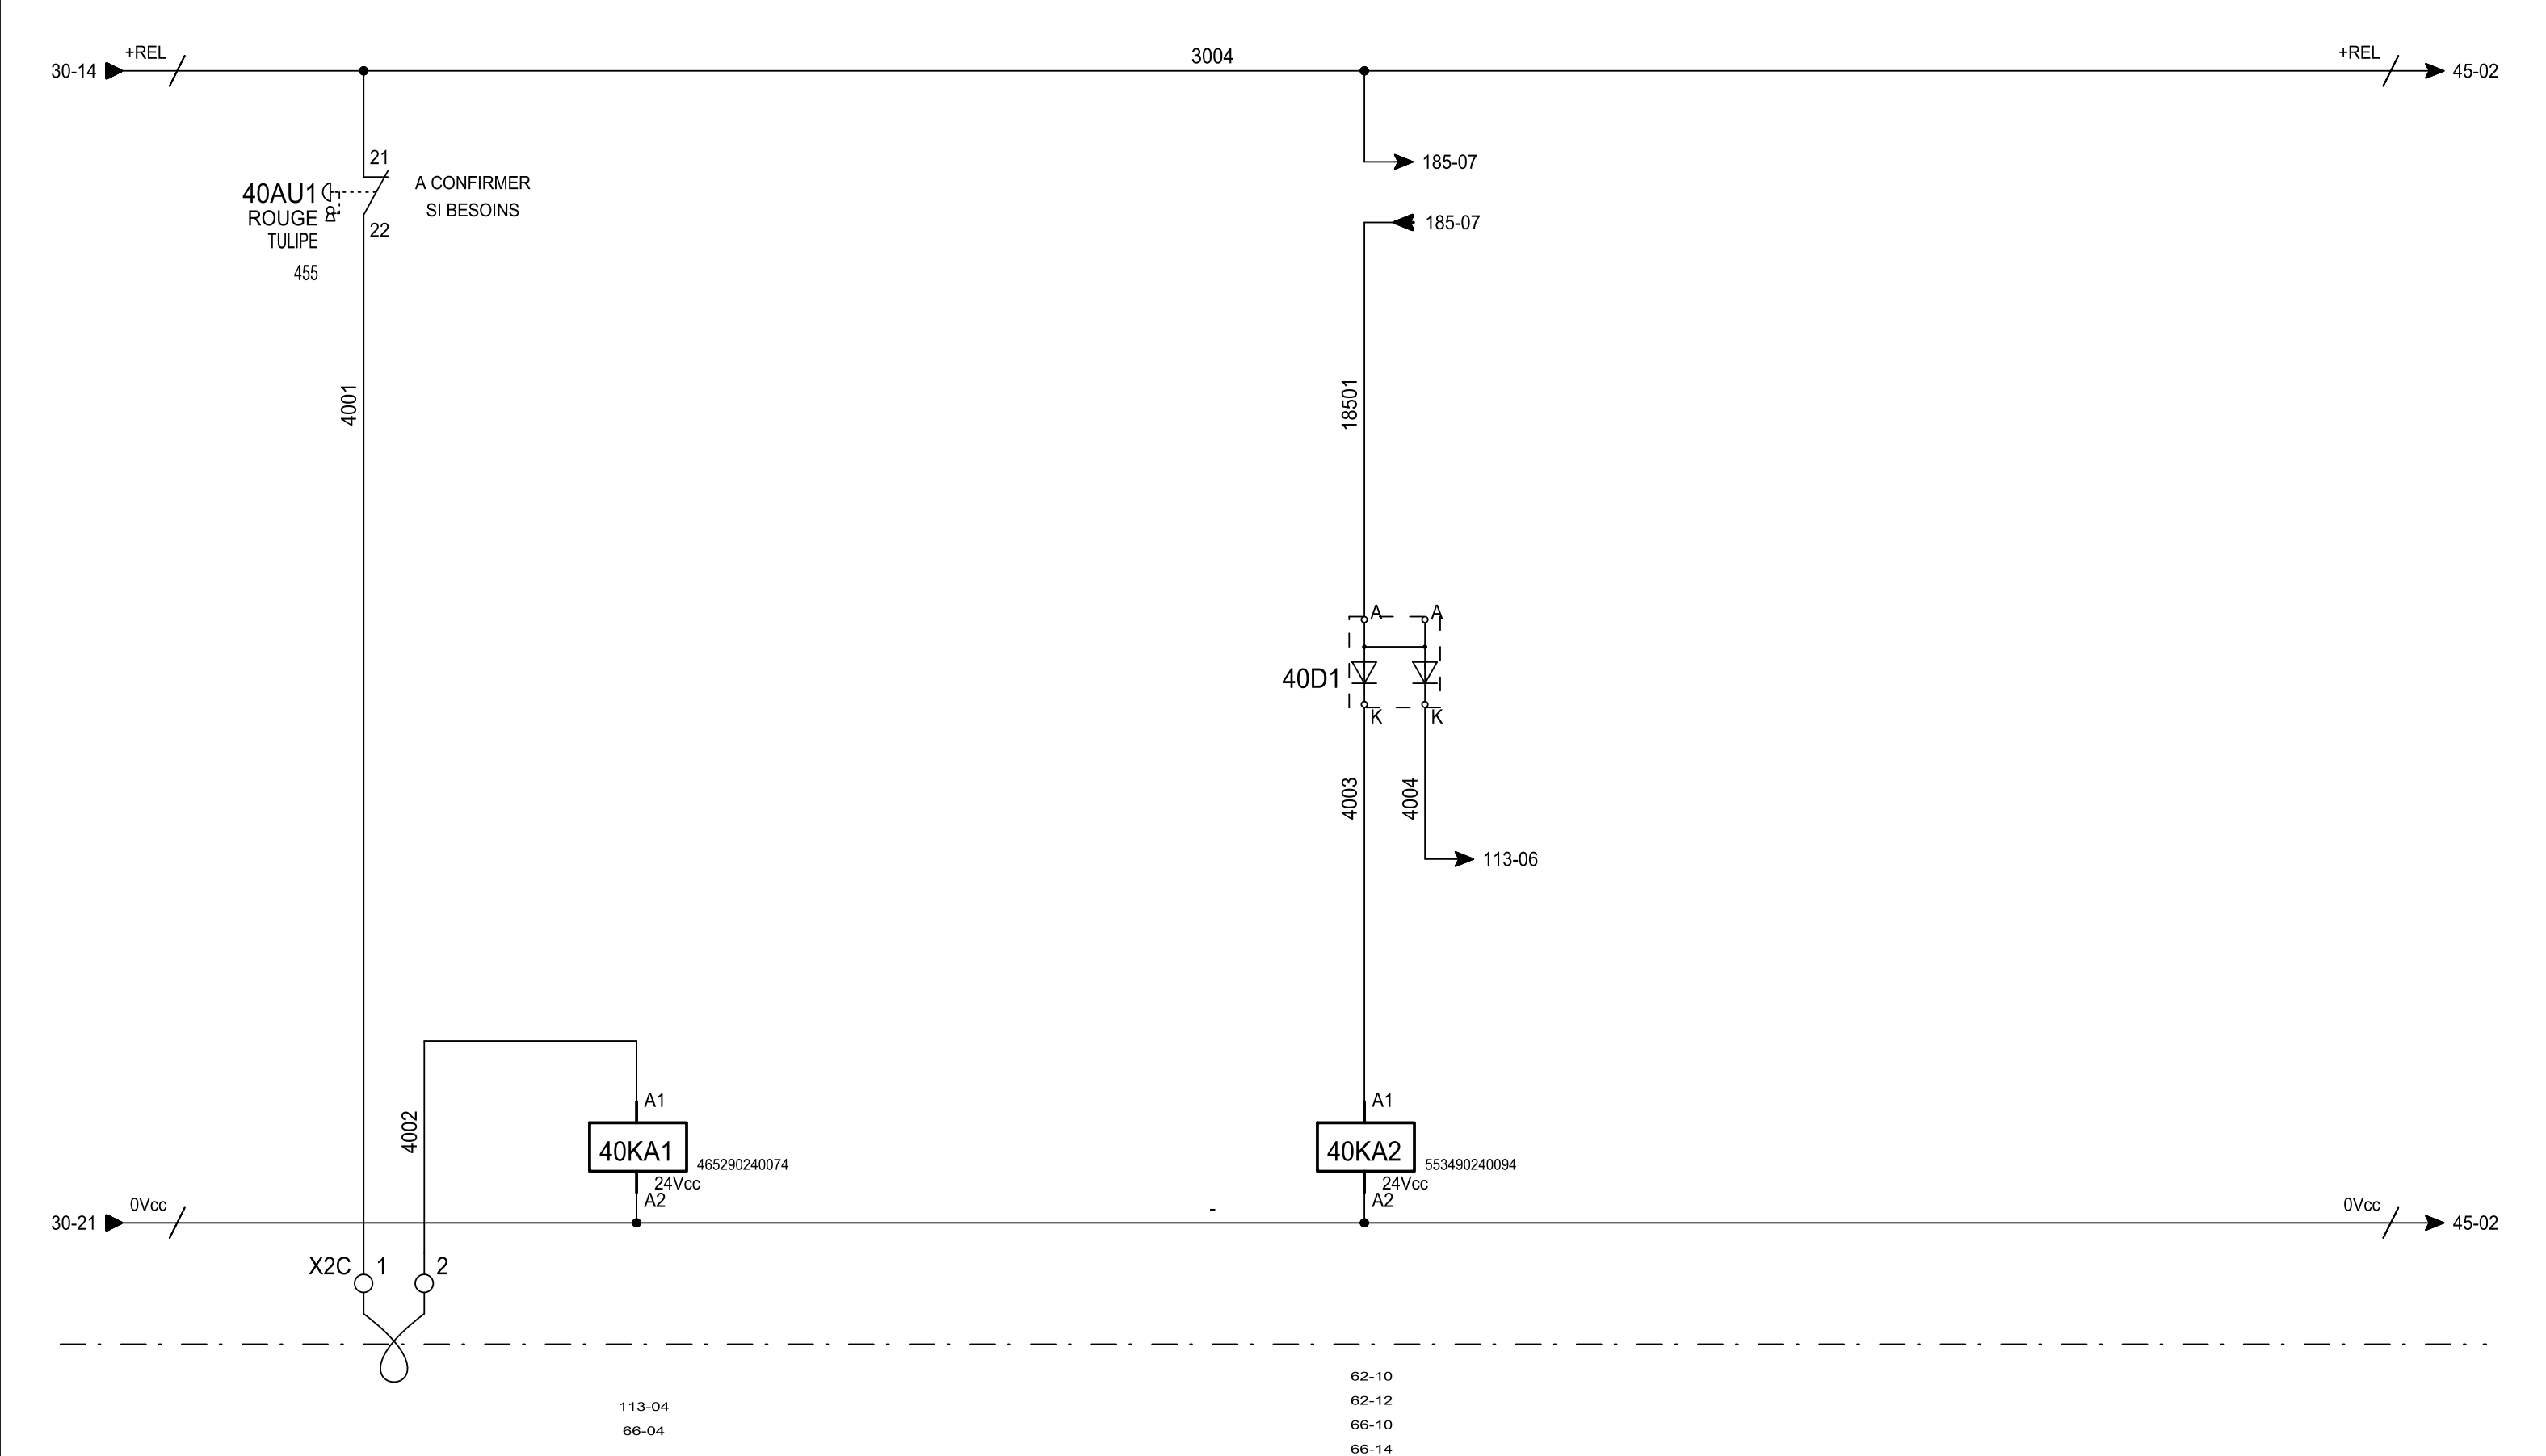 +REL
3004
+REL
30-14
45-02
21
185-07
A CONFIRMER
40AU1
SI BESOINS
ROUGE
185-07
22
TULIPE
455
4001
18501
A
A
40D1
K
K
4003
4004
113-06
A1
A1
4002
40KA1
465290240074
40KA2
553490240094
24Vcc
24Vcc
A2
A2
0Vcc
-
0Vcc
30-21
45-02
X2C
1
2
62-10
62-12
113-04
66-10
66-04
66-14